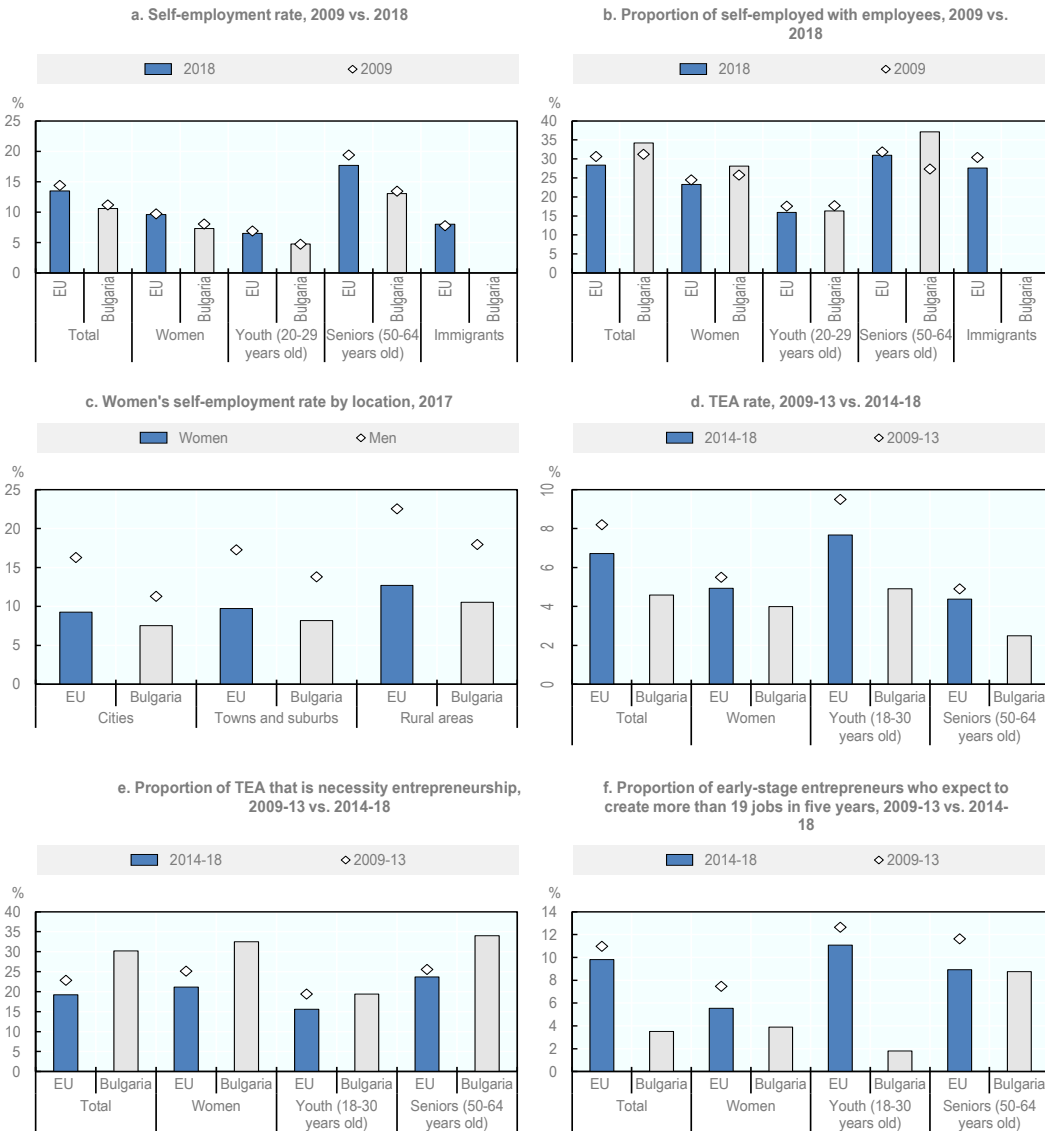 a. Self-employment rate, 2009 vs. 2018
2018
2009
%
25
20
15
10
5
0
EU
Bulgaria
EU
Bulgaria
EU
Bulgaria
EU
Bulgaria
EU
Bulgaria
Total
Women
Youth (20-29
years old)
Seniors (50-64
years old)
Immigrants
b. Proportion of self-employed with employees, 2009 vs.
2018
2018
2009
%
40
35
30
25
20
15
10
5
0
EU
Bulgaria
EU
Bulgaria
EU
Bulgaria
EU
Bulgaria
EU
Bulgaria
Total
Women
Youth (20-29
years old)
Seniors (50-64
years old)
Immigrants
c. Women's self-employment rate by location, 2017
Women
Men
%
25
20
15
10
5
0
EU
Bulgaria
EU
Bulgaria
EU
Bulgaria
Cities
Towns and suburbs
Rural areas
d. TEA rate, 2009-13 vs. 2014-18
2014-18
2009-13
%
10
8
6
4
2
0
EU
Bulgaria
EU
Bulgaria
EU
Bulgaria
EU
Bulgaria
Total
Women
Youth (18-30
years old)
Seniors (50-64
years old)
e. Proportion of TEA that is necessity entrepreneurship,
2009-13 vs. 2014-18
2014-18
2009-13
%
40
35
30
25
20
15
10
5
0
EU
Bulgaria
EU
Bulgaria
EU
Bulgaria
EU
Bulgaria
Total
Women
Youth (18-30
years old)
Seniors (50-64
years old)
f. Proportion of early-stage entrepreneurs who expect to
create more than 19 jobs in five years, 2009-13 vs. 2014-
18
2014-18
2009-13
%
14
12
10
8
6
4
2
0
EU
Bulgaria
EU
Bulgaria
EU
Bulgaria
EU
Bulgaria
Total
Women
Youth (18-30
years old)
Seniors (50-64
years old)